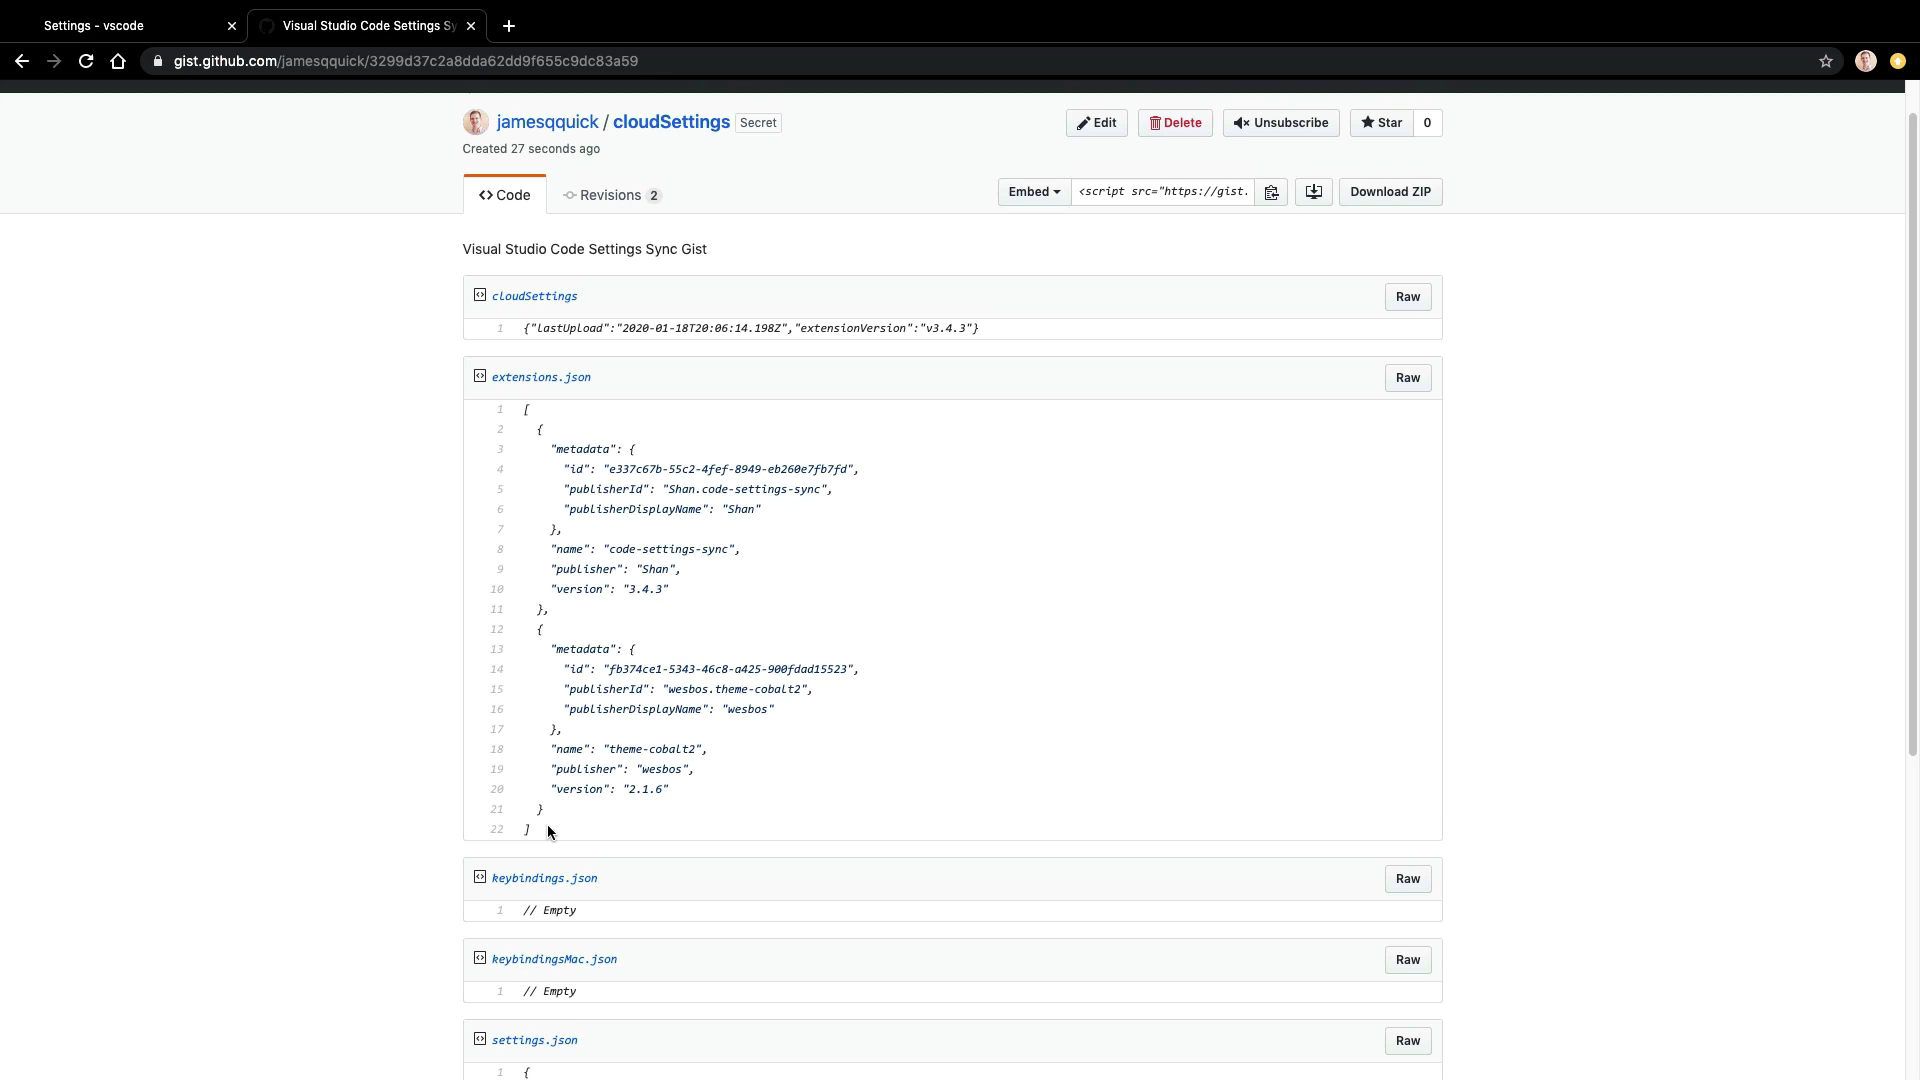 Settings - vscode
Visual Studio Code Settings Sy
gist.github.com/jamesqquick/3299d37c2a8dda62dd9f655c9dc83a59
jamesqquick / cloudSettings Secret
Edit Delete Unsubscribe Star 0
Created 27 seconds ago
Code Revisions 2
Embed <script src="https://gist. Download ZIP
Visual Studio Code Settings Sync Gist
cloudSettings Raw
1 {"lastUpload":"2020-01-18T20:06:14.198Z","extensionVersion":"v3.4.3"}
extensions.json Raw
1 [
2 {
3 "metadata": {
4 "id": "e337c67b-55c2-4fef-8949-eb260e7fb7fd",
5 "publisherId": "Shan.code-settings-sync",
6 "publisherDisplayName": "Shan"
7 },
8 "name": "code-settings-sync",
9 "publisher": "Shan",
10 "version": "3.4.3"
11 },
12 {
13 "metadata": {
14 "id": "fb374ce1-5343-46c8-a425-900fdad15523",
15 "publisherId": "wesbos.theme-cobalt2",
16 "publisherDisplayName": "wesbos"
17 },
18 "name": "theme-cobalt2",
19 "publisher": "wesbos",
20 "version": "2.1.6"
21 }
22 ]
keybindings.json Raw
1 // Empty
keybindingsMac.json Raw
1 // Empty
settings.json Raw
1 {